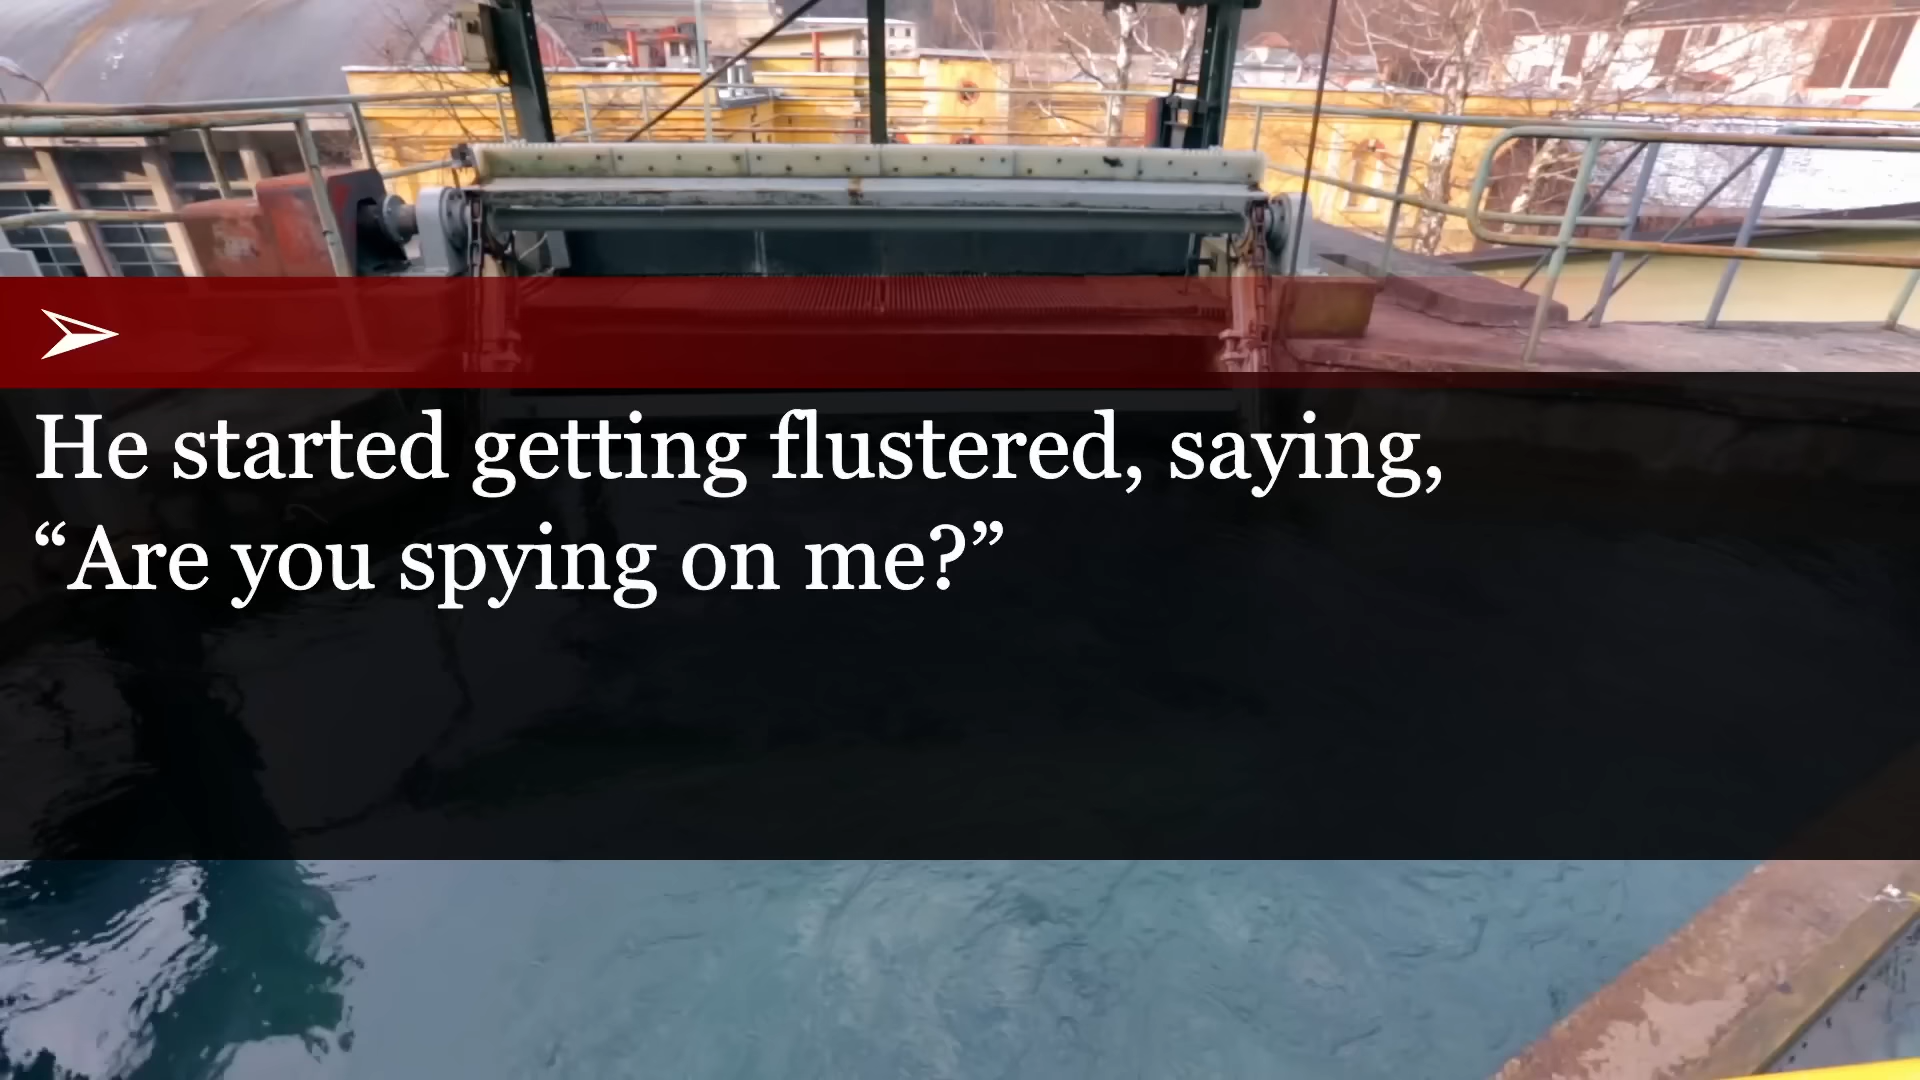 He started getting flustered, saying,
“Are you spying on me?”